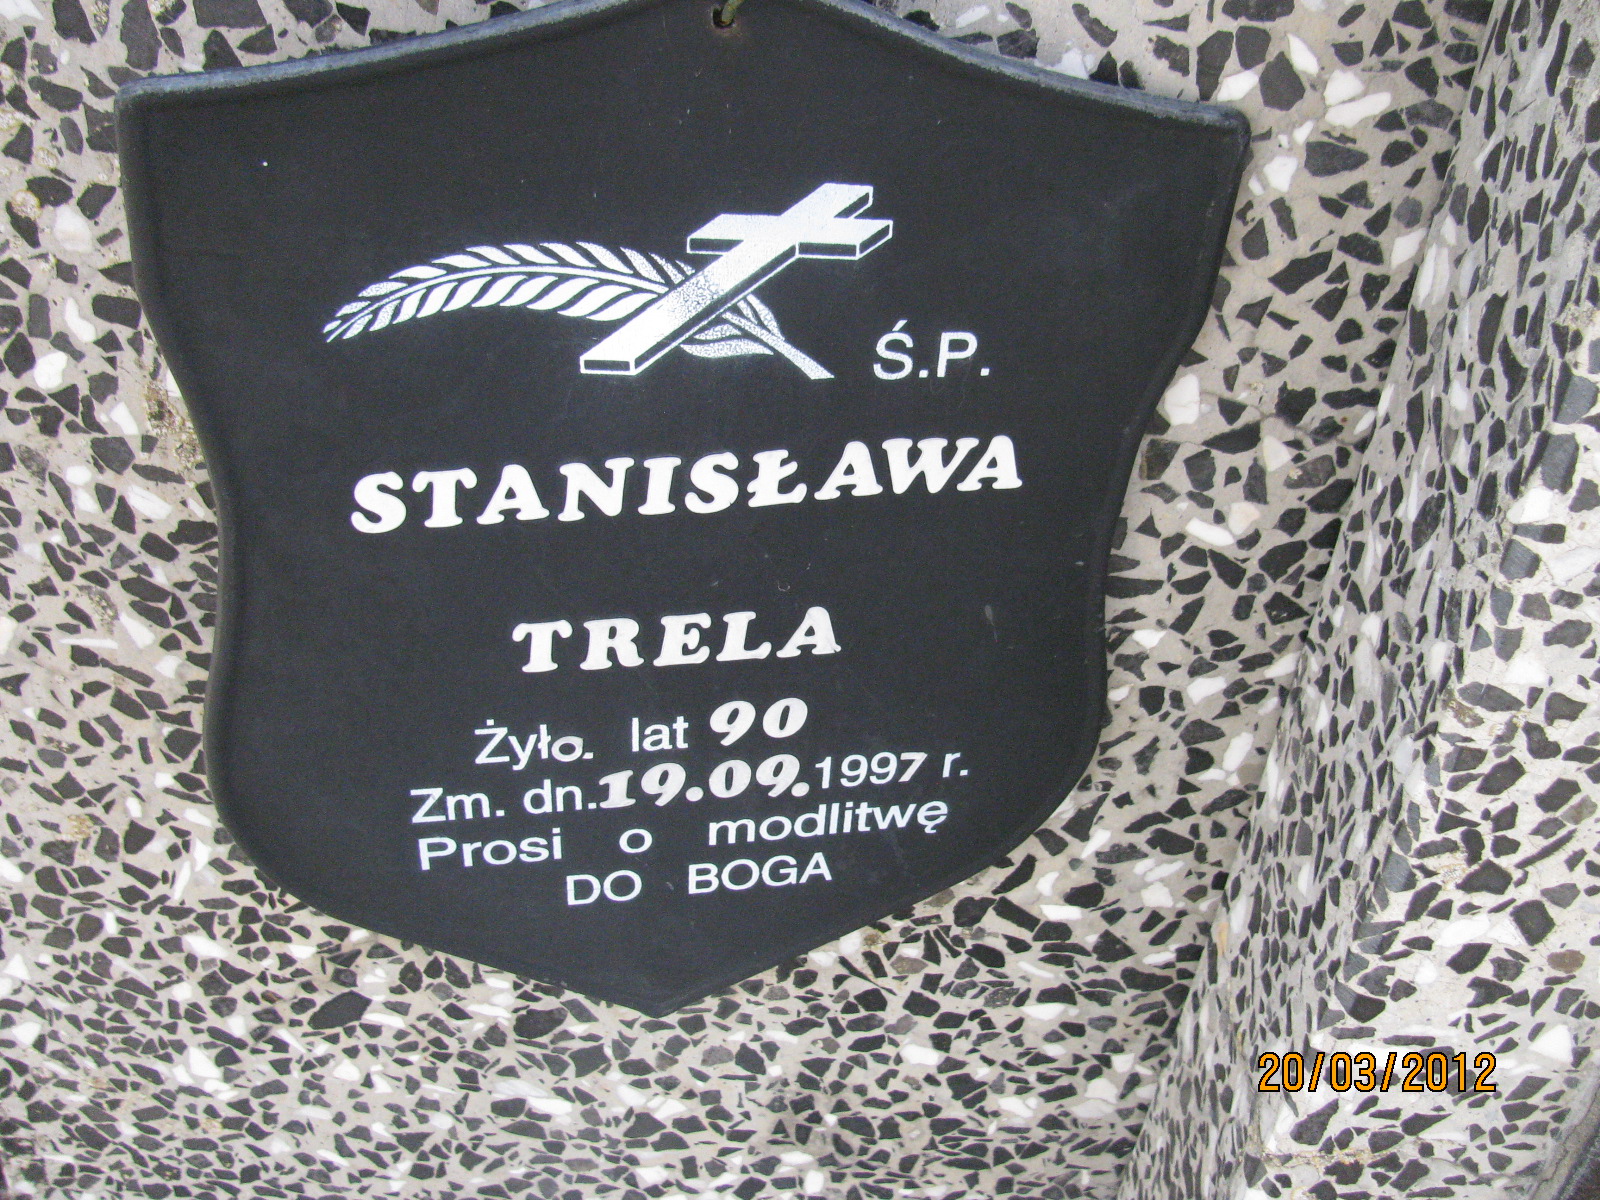 Ś.P.
STANISŁAWA
TRELA
Żyło. lat 90
Zm. dn. 19.09.1997 r.
Prosi o modlitwę
DO BOGA
20/03/2012